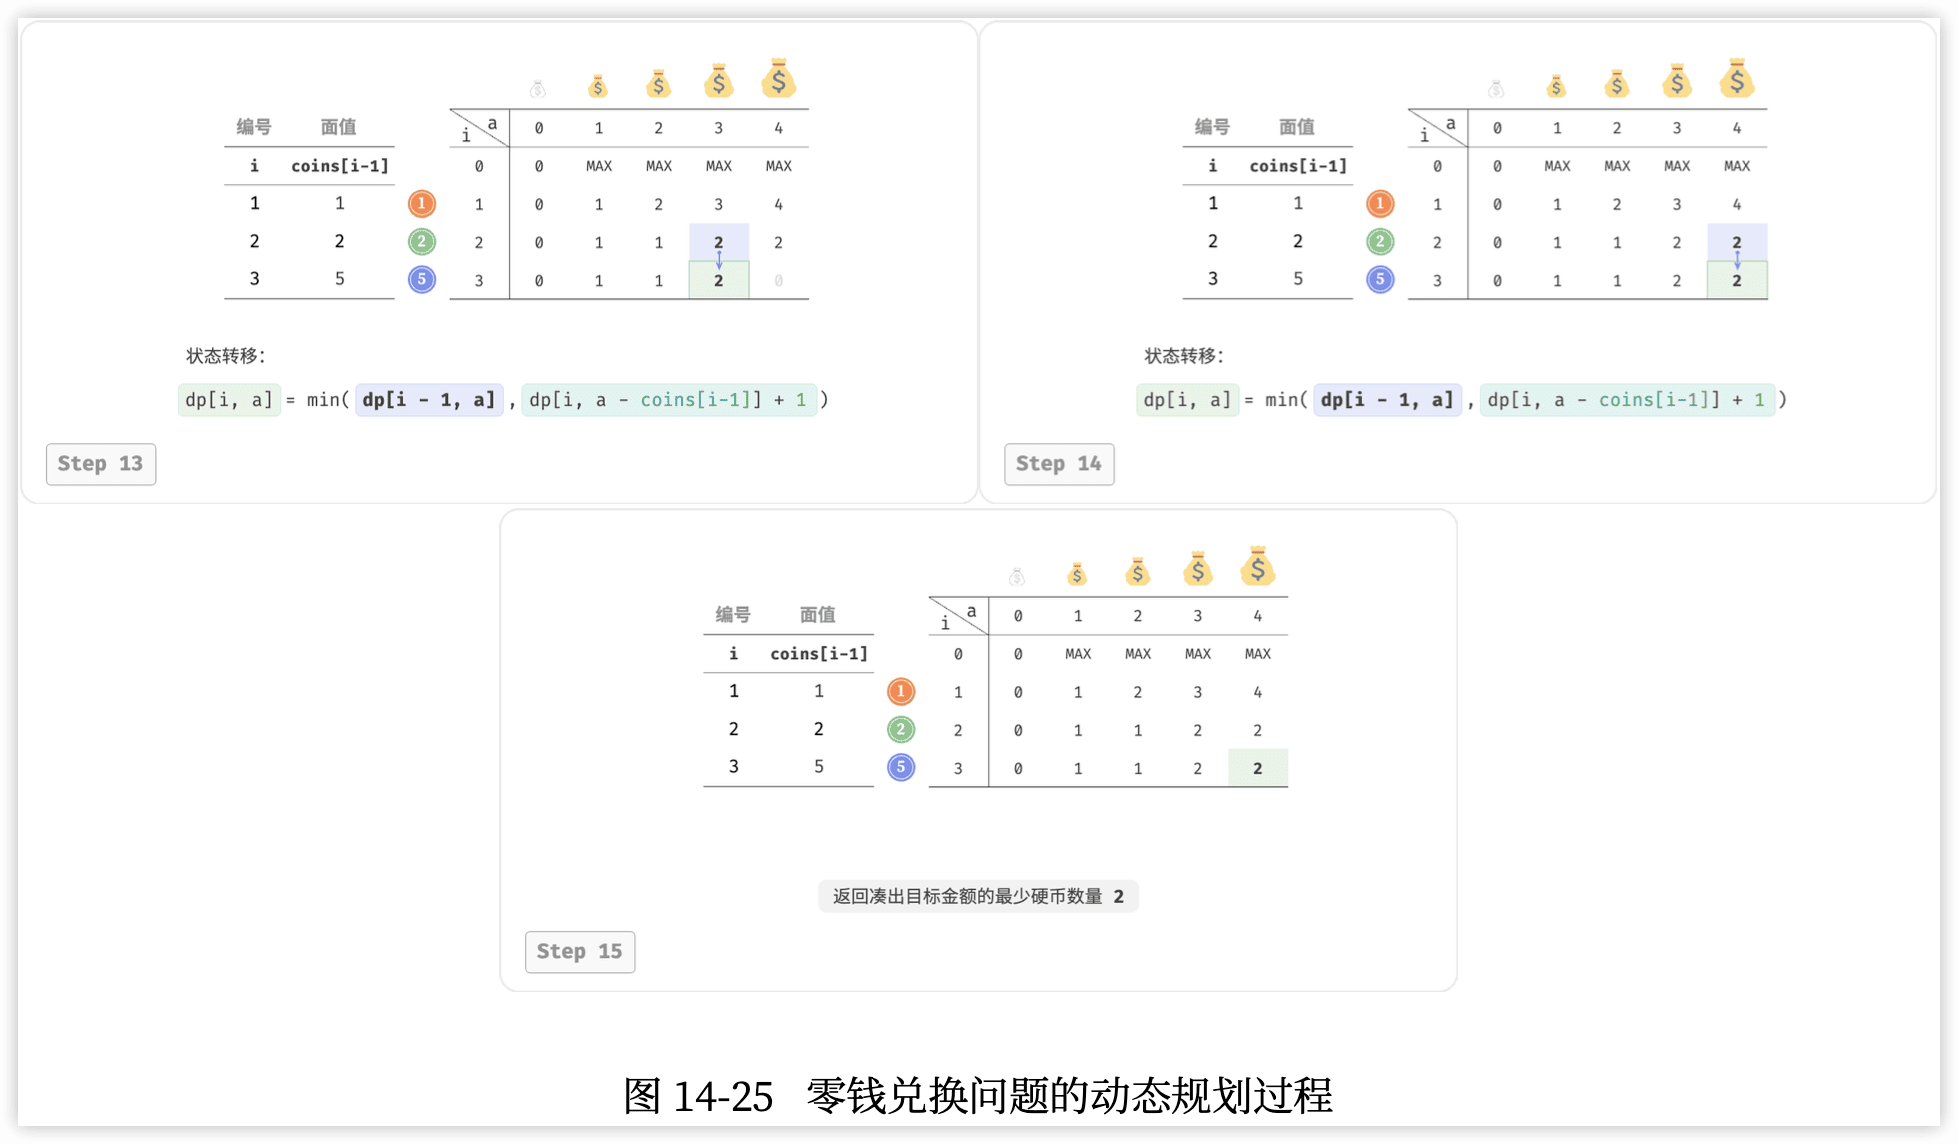 编号 面值
i coins[i-1]
1 1
2 2
3 5
1
2
5
$ $ $ $ $
i a 0 1 2 3 4
0 0 MAX MAX MAX MAX
1 0 1 2 3 4
2 0 1 1 2 2
3 0 1 1 2 0
状态转移：
dp[i, a] = min( dp[i - 1, a] , dp[i, a - coins[i-1]] + 1 )
Step 13
编号 面值
i coins[i-1]
1 1
2 2
3 5
1
2
5
$ $ $ $ $
i a 0 1 2 3 4
0 0 MAX MAX MAX MAX
1 0 1 2 3 4
2 0 1 1 2 2
3 0 1 1 2 2
状态转移：
dp[i, a] = min( dp[i - 1, a] , dp[i, a - coins[i-1]] + 1 )
Step 14
编号 面值
i coins[i-1]
1 1
2 2
3 5
1
2
5
$ $ $ $ $
i a 0 1 2 3 4
0 0 MAX MAX MAX MAX
1 0 1 2 3 4
2 0 1 1 2 2
3 0 1 1 2 2
返回凑出目标金额的最少硬币数量 2
Step 15
图 14-25 零钱兑换问题的动态规划过程